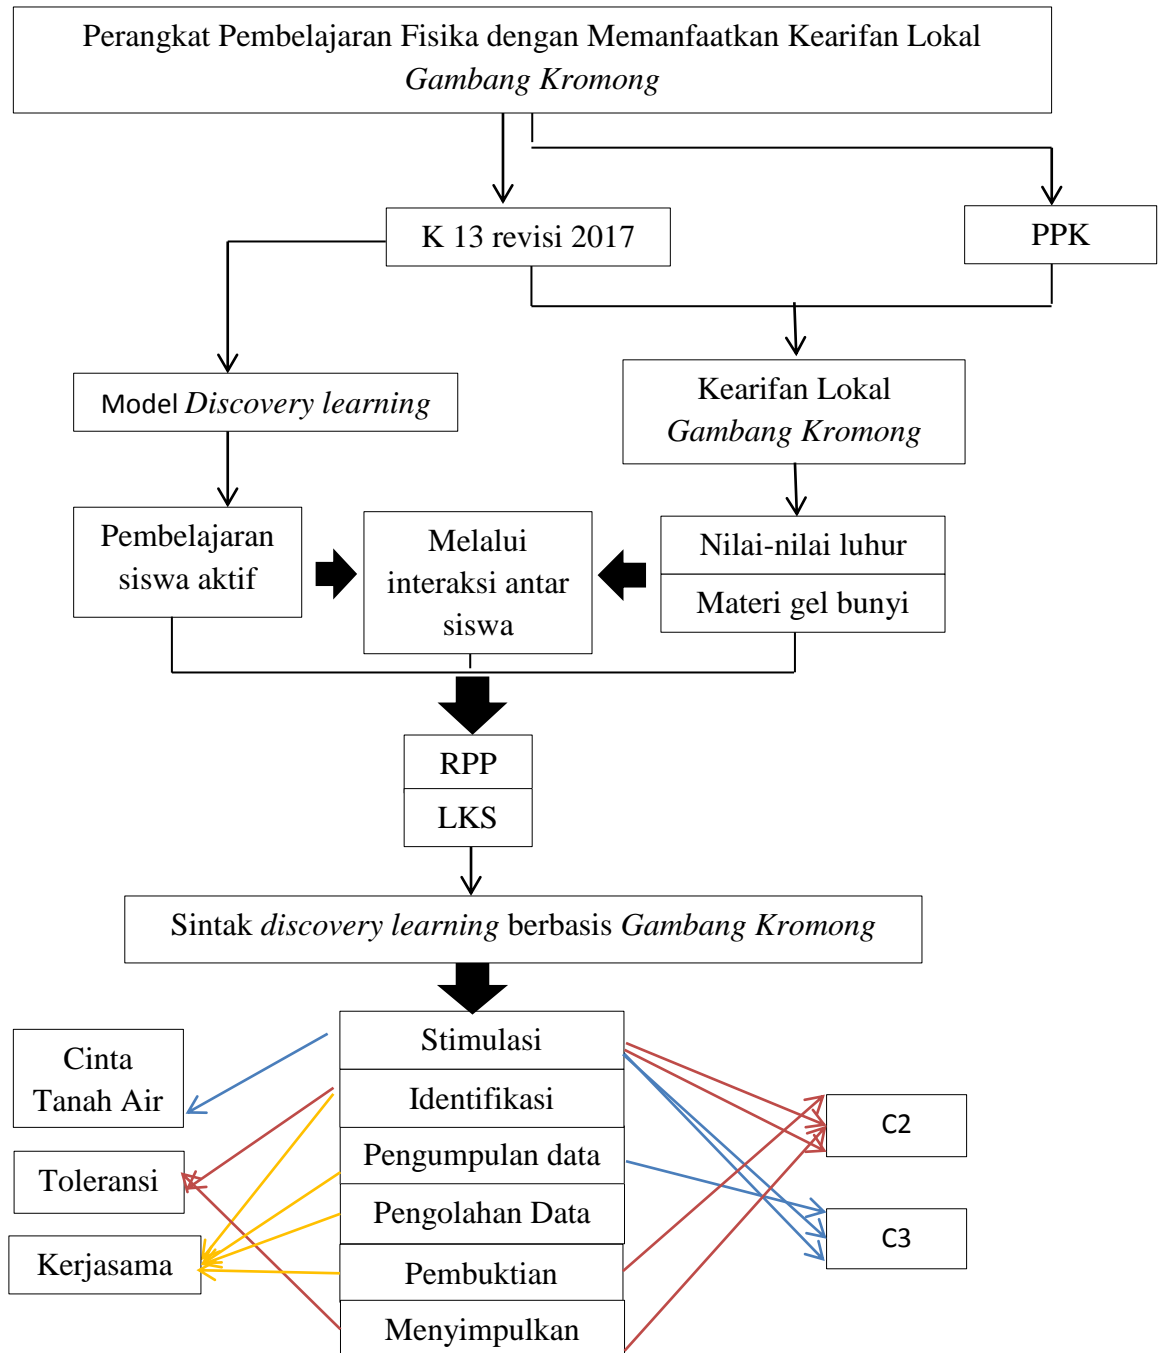 Perangkat Pembelajaran Fisika dengan Memanfaatkan Kearifan Lokal
Gambang Kromong
K 13 revisi 2017
PPK
Model Discovery learning
Kearifan Lokal
Gambang Kromong
Pembelajaran
siswa aktif
Melalui
interaksi antar
siswa
Nilai-nilai luhur
Materi gel bunyi
RPP
LKS
Sintak discovery learning berbasis Gambang Kromong
Cinta
Tanah Air
Toleransi
Kerjasama
Stimulasi
Identifikasi
Pengumpulan data
Pengolahan Data
Pembuktian
Menyimpulkan
C2
C3